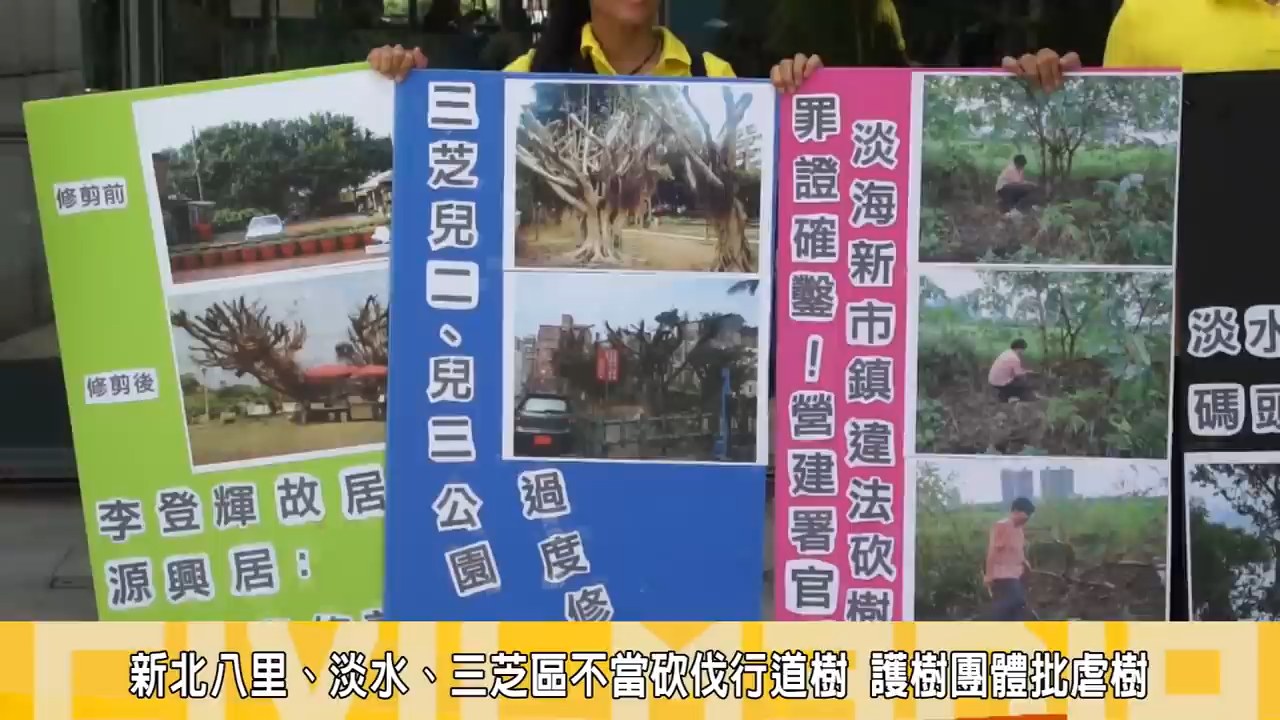 修剪前
修剪後
李登輝故居
源興居：
三芝兒二、兒三公園
過度修
淡海新市鎮違法砍樹
罪證確鑿！營建署官
淡水
碼頭
新北八里、淡水、三芝區不當砍伐行道樹 護樹團體批虐樹